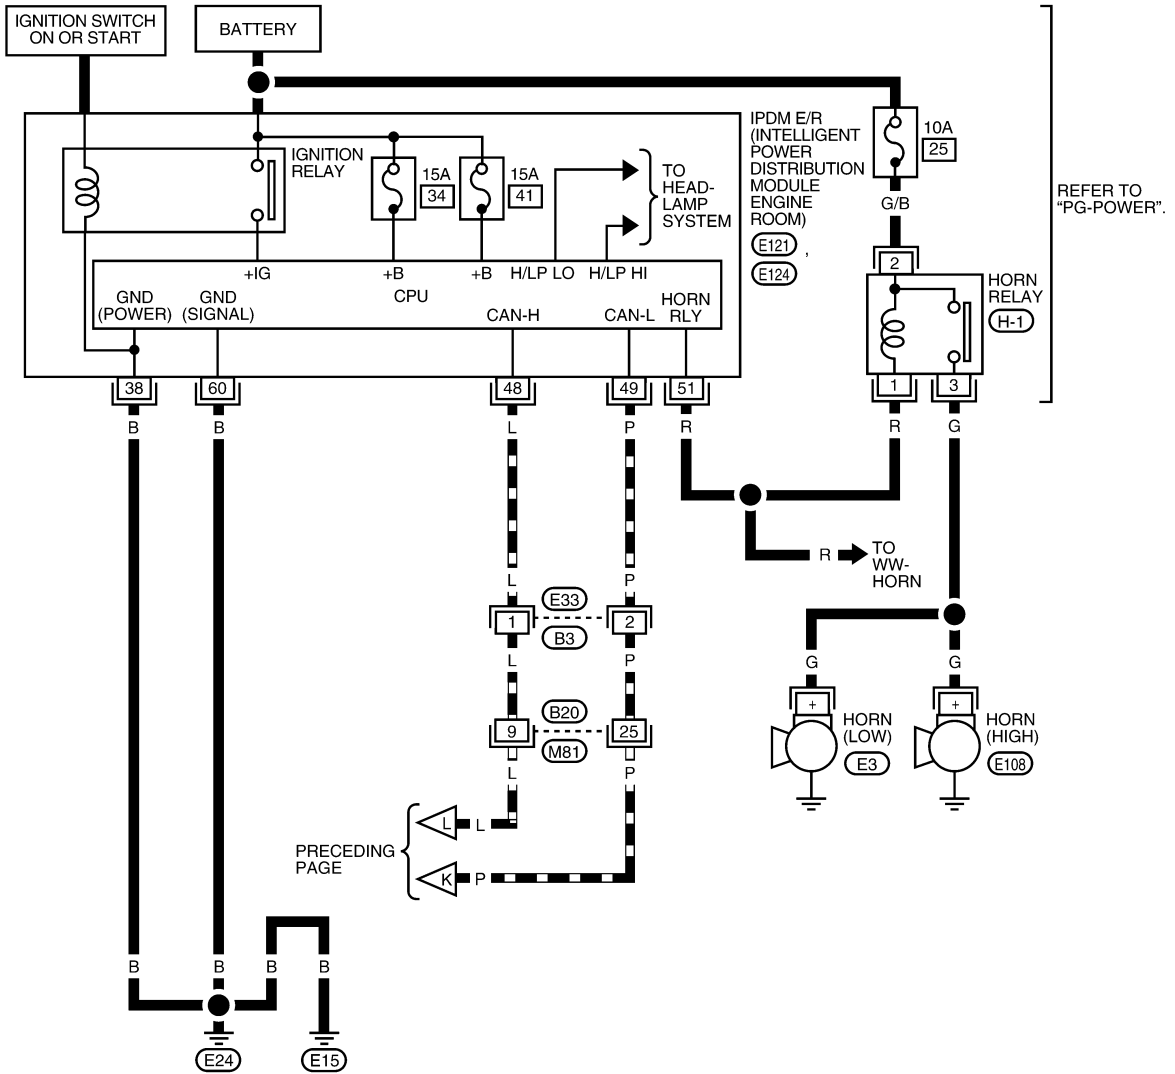 IGNITION SWITCH
ON OR START
BATTERY
IGNITION
RELAY
15A
34
15A
41
TO
HEAD-
LAMP
SYSTEM
IPDM E/R
(INTELLIGENT
POWER
DISTRIBUTION
MODULE
ENGINE
ROOM)
E121 ,
E124
10A
25
G/B
REFER TO
“PG-POWER”.
2
HORN
RELAY
H-1
+IG
+B
+B
H/LP LO
H/LP HI
CPU
GND
(POWER)
GND
(SIGNAL)
CAN-H
CAN-L
HORN
RLY
38
60
48
49
51
1
3
B
B
L
P
R
R
G
R
TO
WW-
HORN
L
P
E33
1
2
B3
L
P
G
G
B20
9
25
M81
+
+
HORN
(LOW)
E3
HORN
(HIGH)
E108
L
P
L
L
PRECEDING
PAGE
K
P
B
B
B
B
E24
E15